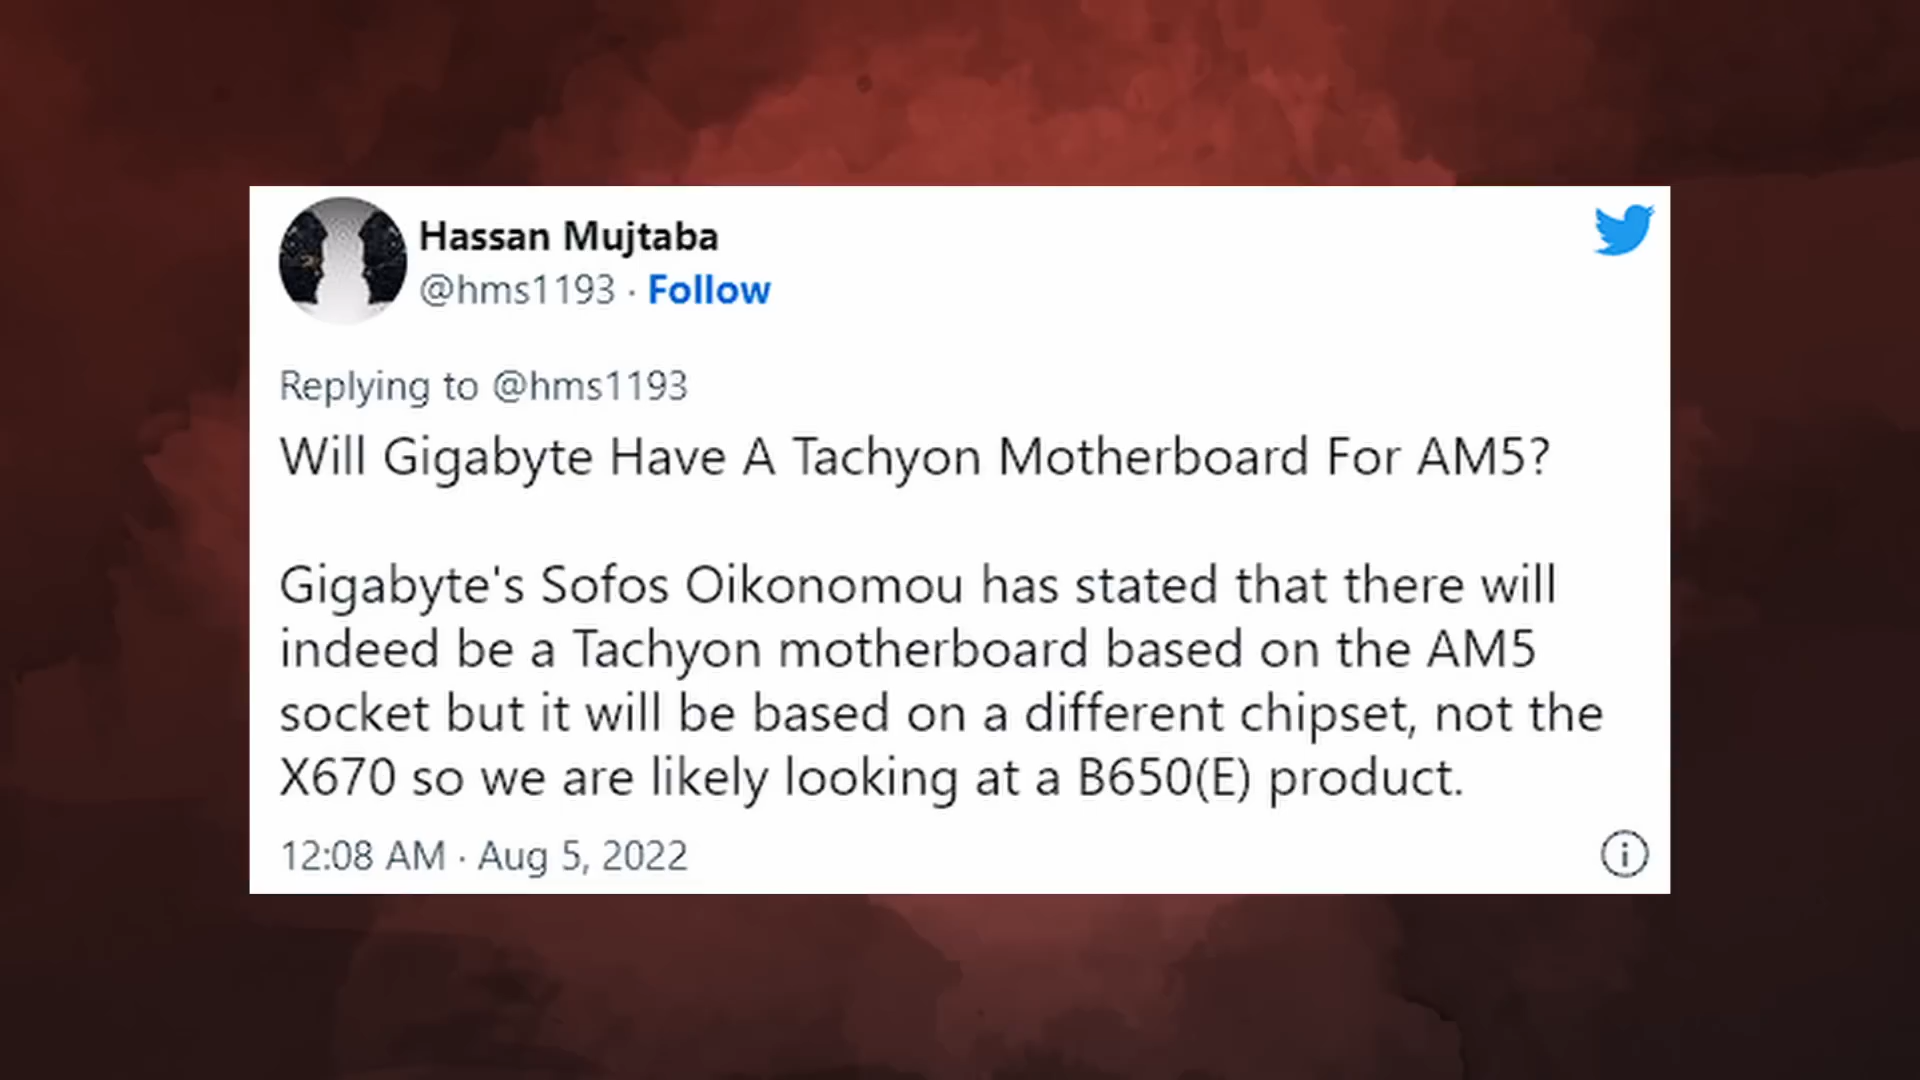 Hassan Mujtaba
@hms1193 · Follow
Replying to @hms1193
Will Gigabyte Have A Tachyon Motherboard For AM5?
Gigabyte's Sofos Oikonomou has stated that there will
indeed be a Tachyon motherboard based on the AM5
socket but it will be based on a different chipset, not the
X670 so we are likely looking at a B650(E) product.
12:08 AM · Aug 5, 2022